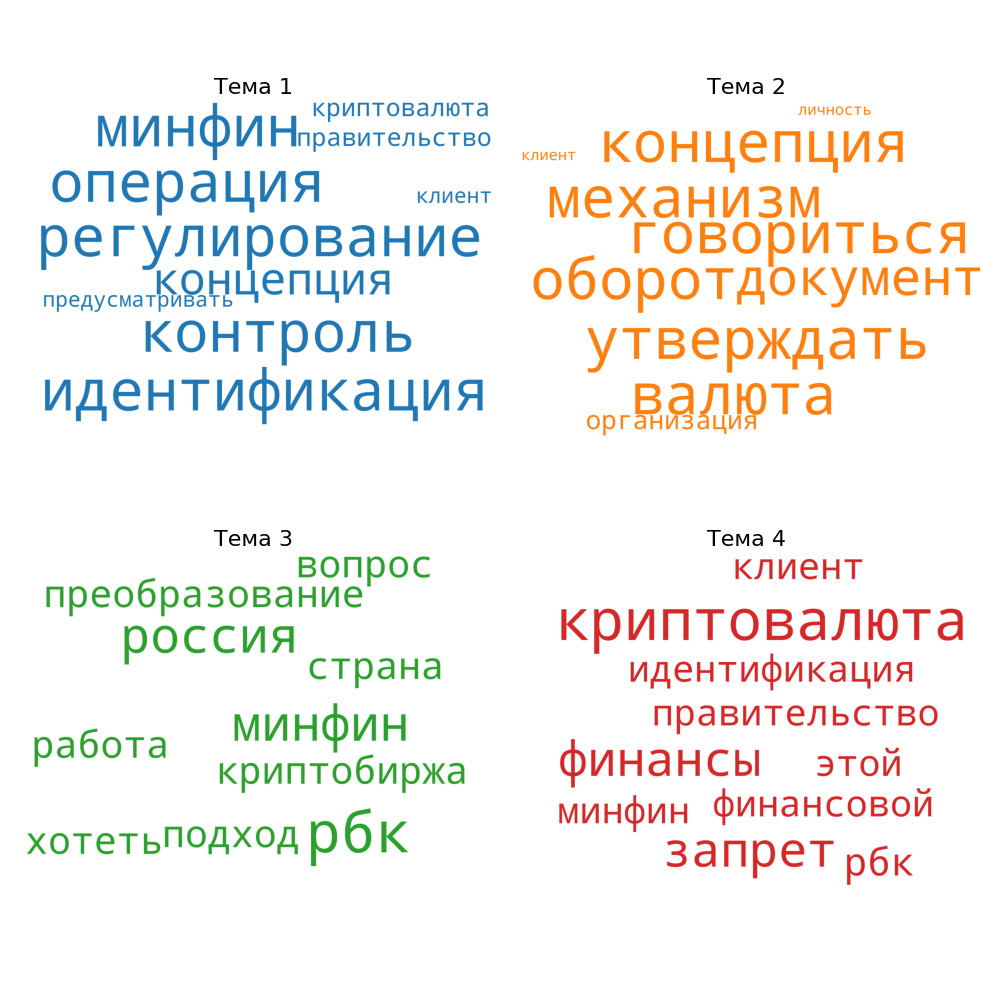 Тема 1
криптовалюта
минфин
правительство
операция
клиент
регулирование
концепция
предусматривать
контроль
идентификация
Тема 2
личность
концепция
клиент
механизм
говориться
оборот
документ
утверждать
валюта
организация
Тема 3
вопрос
преобразование
россия
страна
минфин
работа
криптобиржа
рбк
хотеть
подход
Тема 4
клиент
криптовалюта
идентификация
правительство
финансы
этой
минфин
финансовой
запрет
рбк